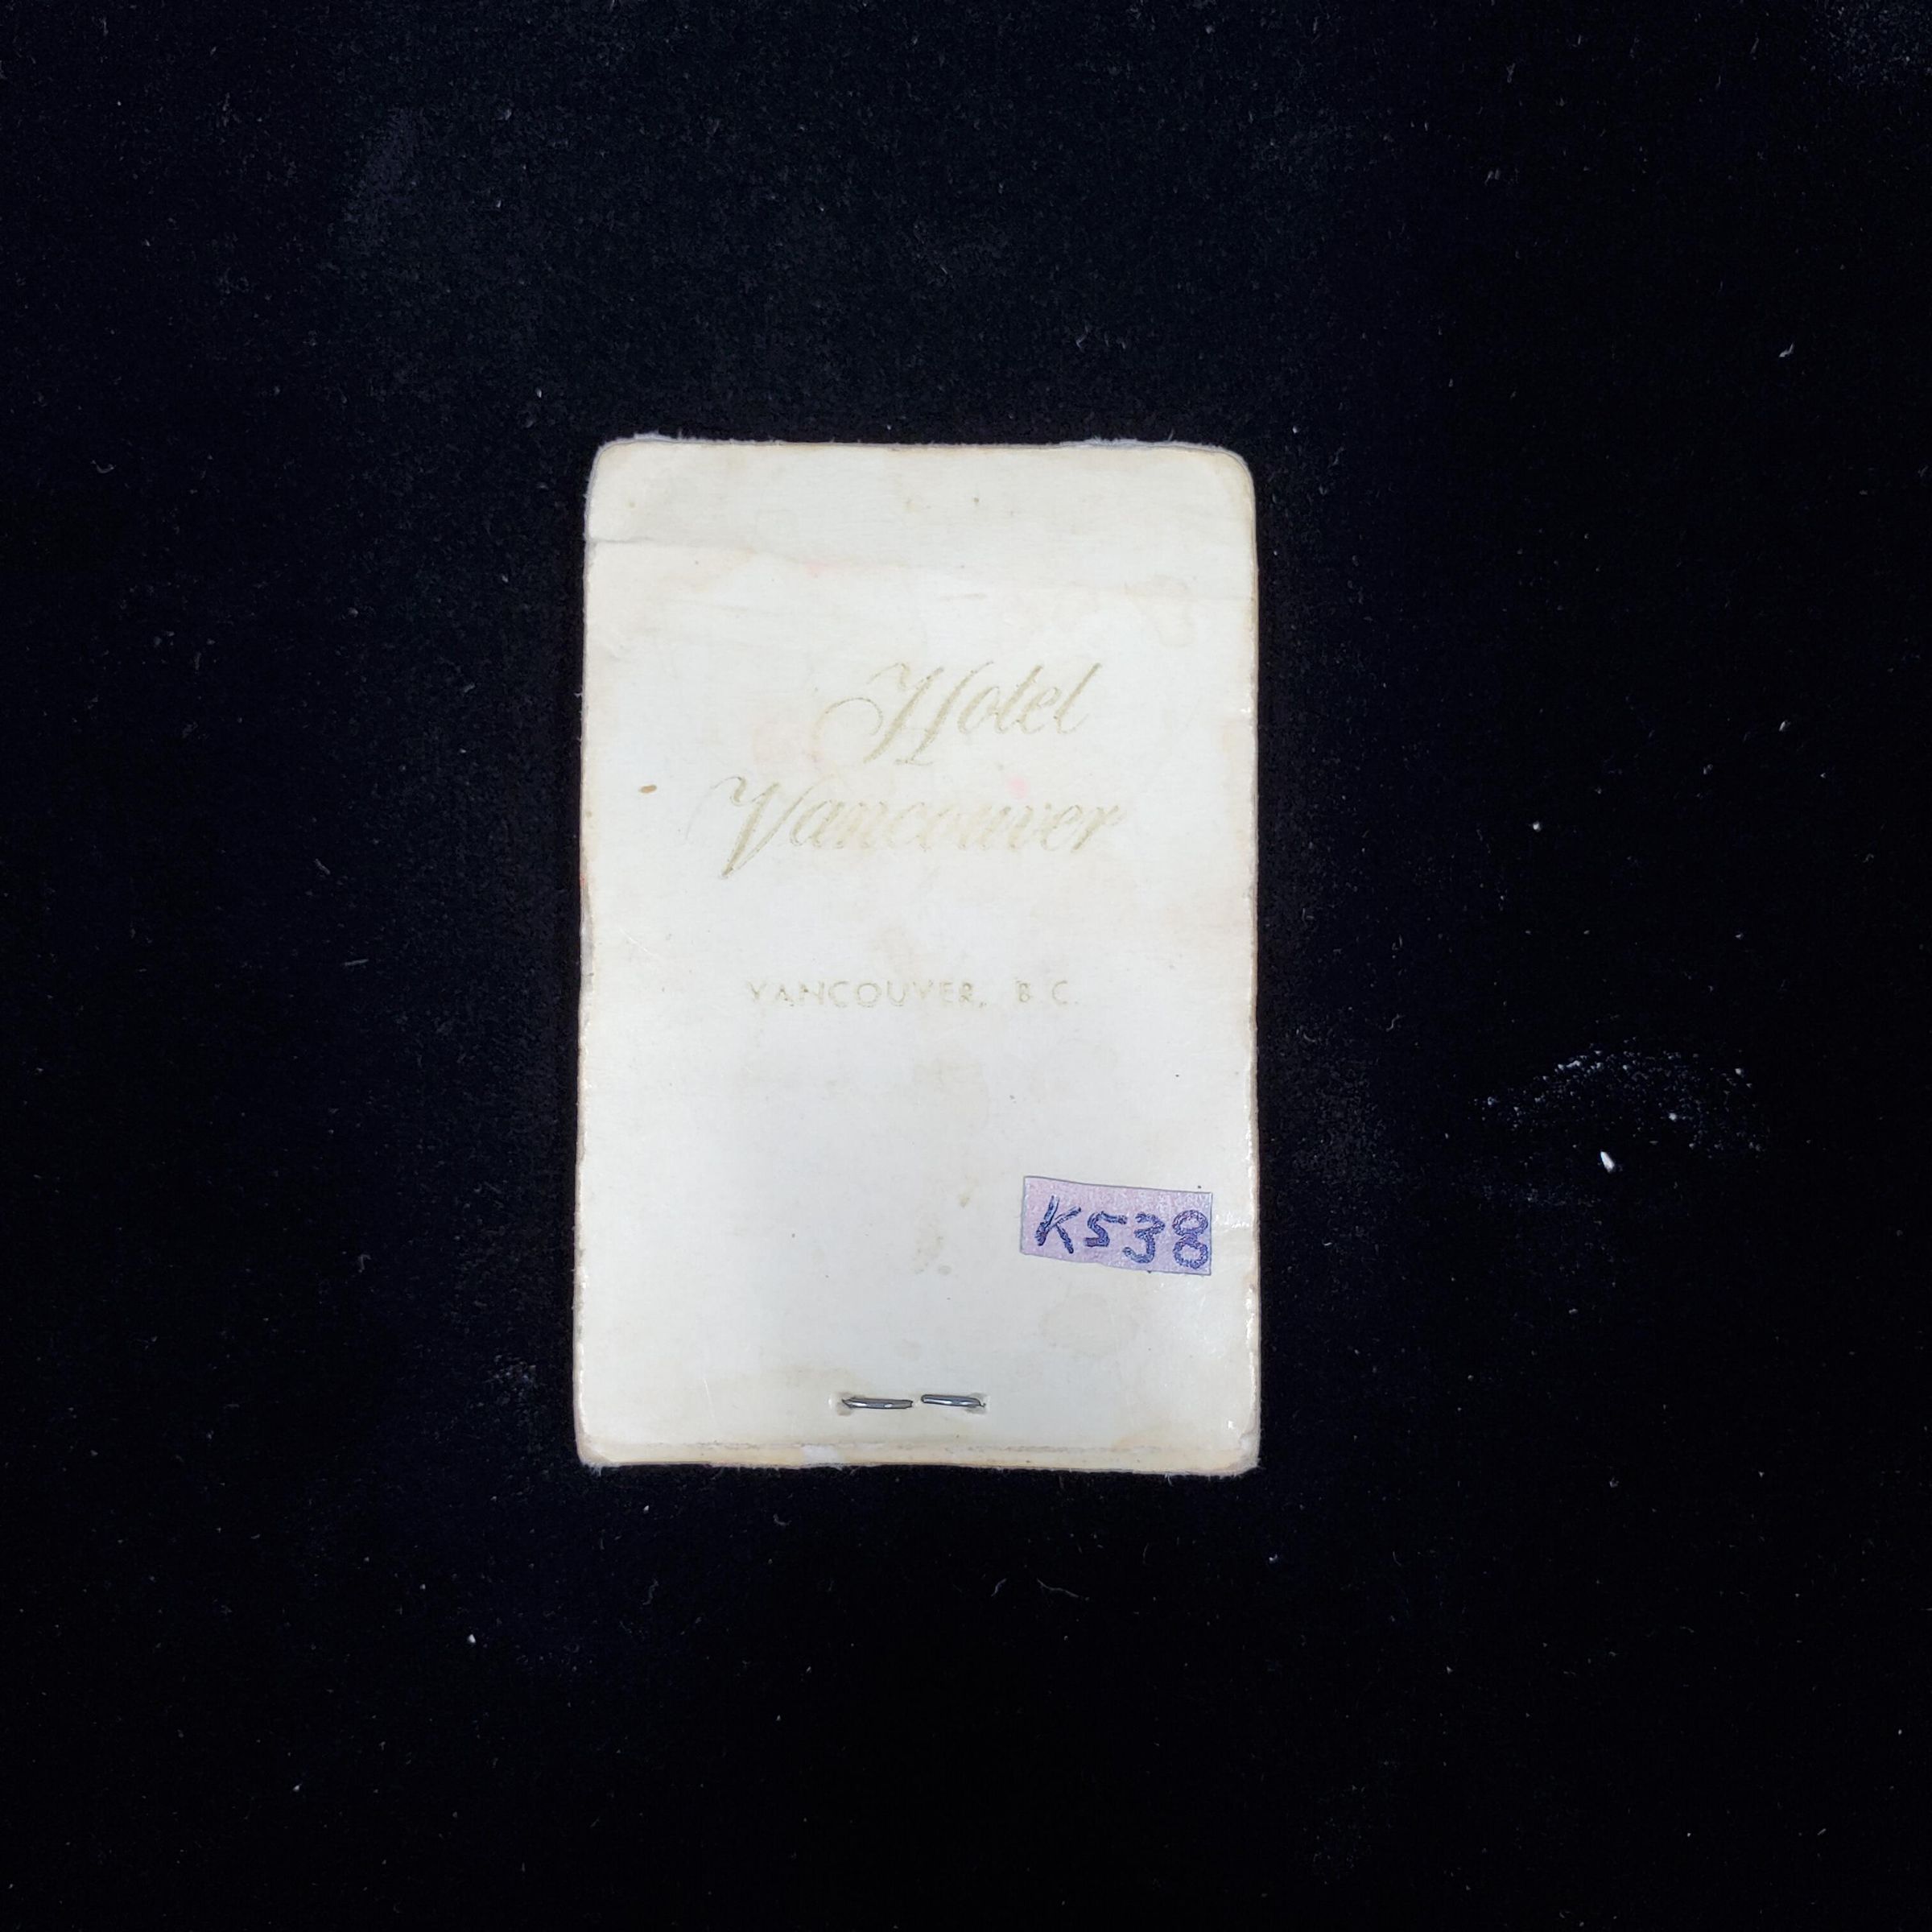 Hotel
Vancouver
VANCOUVER, B.C.
K538